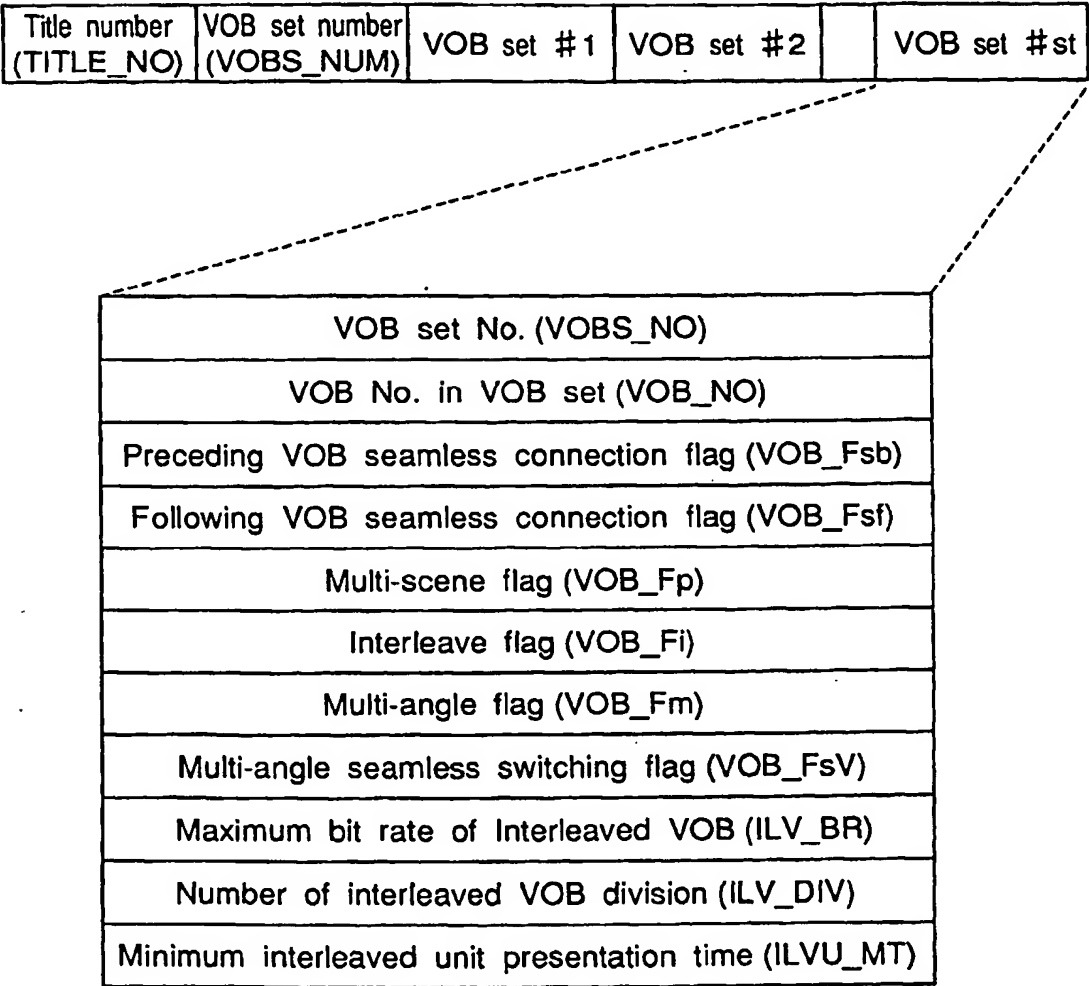 Title number
(TITLE_NO)
VOB set number
(VOBS_NUM)
VOB set #1
VOB set #2
VOB set #st
VOB set No. (VOBS_NO)
VOB No. in VOB set (VOB_NO)
Preceding VOB seamless connection flag (VOB_Fsb)
Following VOB seamless connection flag (VOB_Fsf)
Multi-scene flag (VOB_Fp)
Interleave flag (VOB_Fi)
Multi-angle flag (VOB_Fm)
Multi-angle seamless switching flag (VOB_FsV)
Maximum bit rate of Interleaved VOB (ILV_BR)
Number of interleaved VOB division (ILV_DIV)
Minimum interleaved unit presentation time (ILVU_MT)